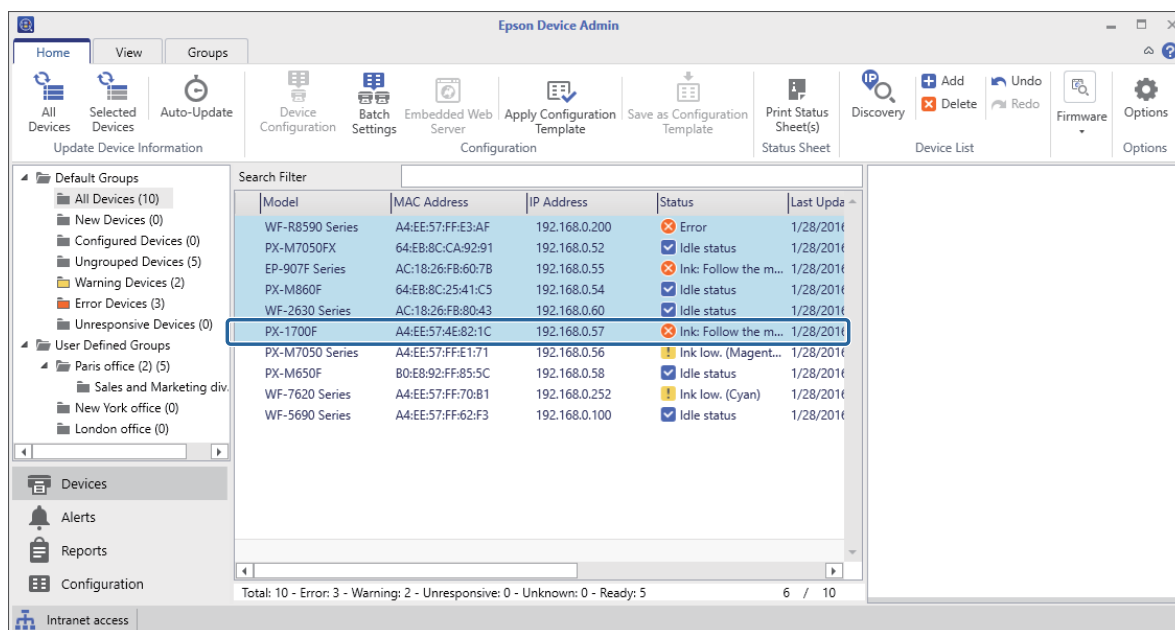 Epson Device Admin
Home View Groups
All Devices
Selected Devices
Auto-Update
Update Device Information
Device Configuration
Batch Settings
Embedded Web Server
Apply Configuration Template
Save as Configuration Template
Configuration
Print Status Sheet(s)
Status Sheet
IP
Discovery
Add
Delete
Undo
Redo
Device List
Firmware
Options
Options
Default Groups
All Devices (10)
New Devices (0)
Configured Devices (0)
Ungrouped Devices (5)
Warning Devices (2)
Error Devices (3)
Unresponsive Devices (0)
User Defined Groups
Paris office (2) (5)
Sales and Marketing div.
New York office (0)
London office (0)
Devices
Alerts
Reports
Configuration
Search Filter
Model MAC Address IP Address Status Last Upda
WF-R8590 Series A4:EE:57:FF:E3:AF 192.168.0.200 Error 1/28/2016
PX-M7050FX 64:EB:8C:CA:92:91 192.168.0.52 Idle status 1/28/2016
EP-907F Series AC:18:26:FB:60:7B 192.168.0.55 Ink: Follow the m... 1/28/2016
PX-M860F 64:EB:8C:25:41:C5 192.168.0.54 Idle status 1/28/2016
WF-2630 Series AC:18:26:FB:80:43 192.168.0.60 Idle status 1/28/2016
PX-1700F A4:EE:57:4E:82:1C 192.168.0.57 Ink: Follow the m... 1/28/2016
PX-M7050 Series A4:EE:57:FF:E1:71 192.168.0.56 Ink low. (Magent... 1/28/2016
PX-M650F B0:E8:92:FF:85:5C 192.168.0.58 Idle status 1/28/2016
WF-7620 Series A4:EE:57:FF:70:B1 192.168.0.252 Ink low. (Cyan) 1/28/2016
WF-5690 Series A4:EE:57:FF:62:F3 192.168.0.100 Idle status 1/28/2016
Total: 10 - Error: 3 - Warning: 2 - Unresponsive: 0 - Unknown: 0 - Ready: 5 6 / 10
Intranet access